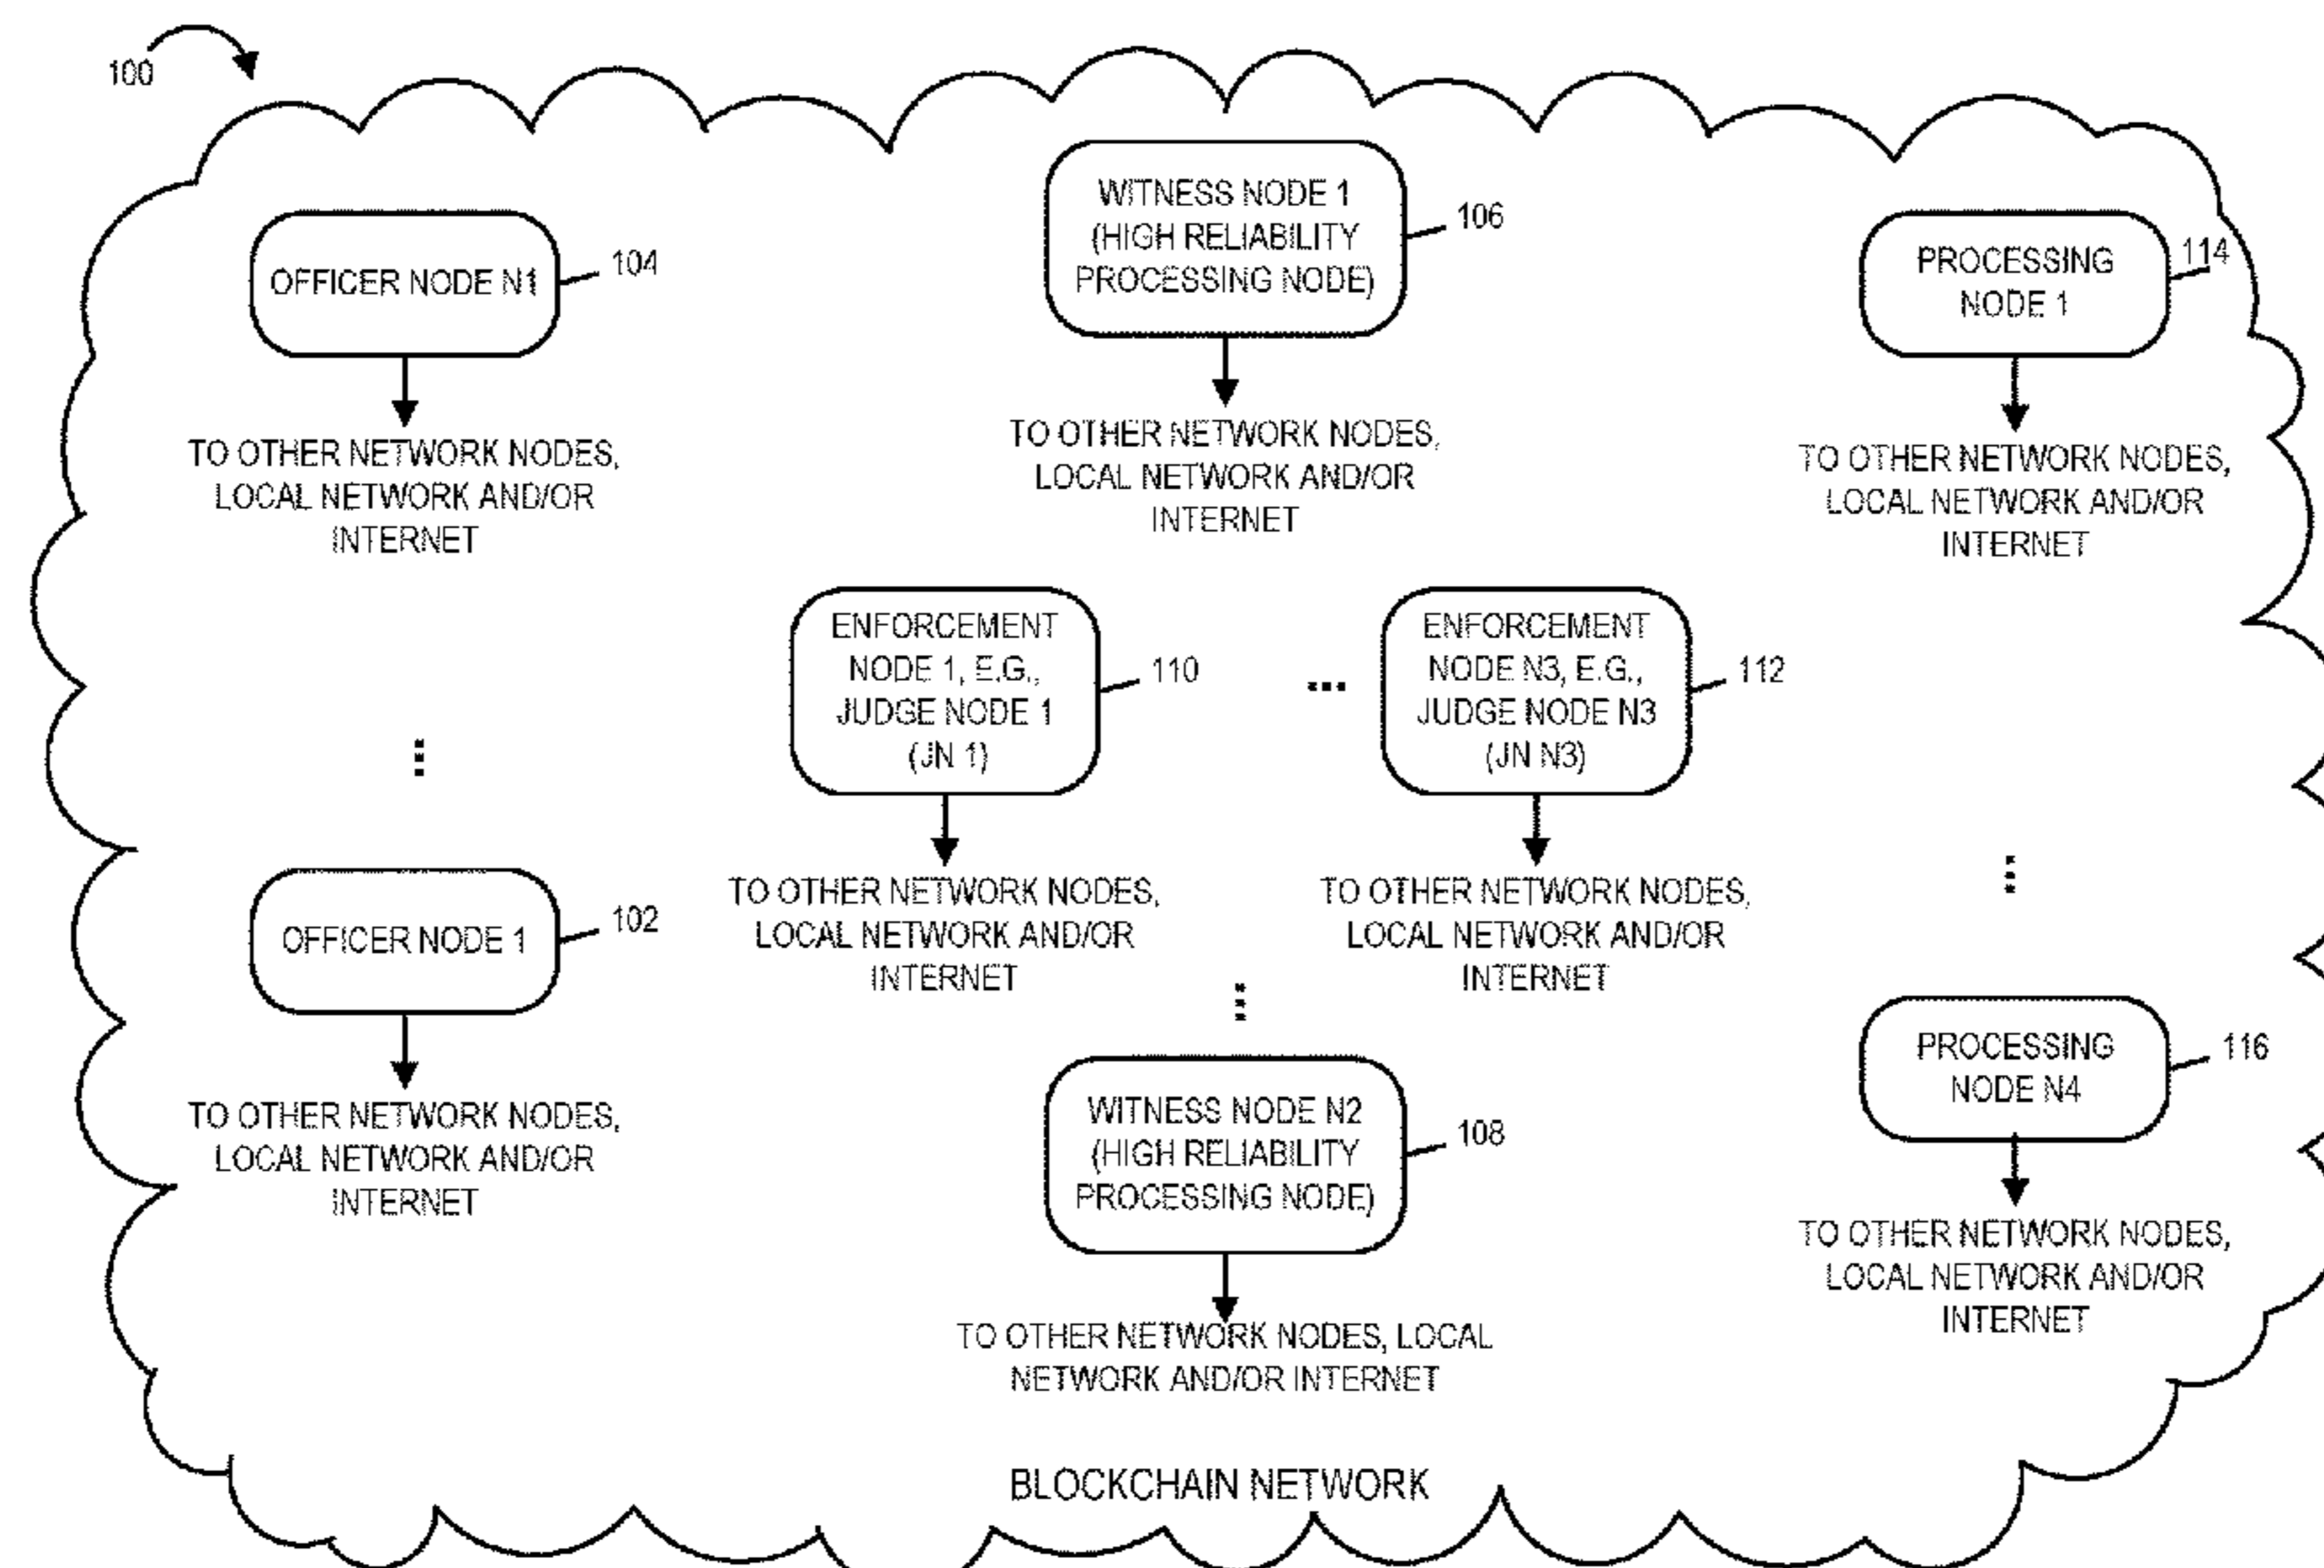 100
OFFICER NODE N1
104
TO OTHER NETWORK NODES,
LOCAL NETWORK AND/OR
INTERNET
WITNESS NODE 1
(HIGH RELIABILITY
PROCESSING NODE)
106
TO OTHER NETWORK NODES,
LOCAL NETWORK AND/OR
INTERNET
PROCESSING
NODE 1
114
TO OTHER NETWORK NODES,
LOCAL NETWORK AND/OR
INTERNET
ENFORCEMENT
NODE 1, E.G.,
JUDGE NODE 1
(JN 1)
110
TO OTHER NETWORK NODES,
LOCAL NETWORK AND/OR
INTERNET
...
ENFORCEMENT
NODE N3, E.G.,
JUDGE NODE N3
(JN N3)
112
TO OTHER NETWORK NODES,
LOCAL NETWORK AND/OR
INTERNET
OFFICER NODE 1
102
TO OTHER NETWORK NODES,
LOCAL NETWORK AND/OR
INTERNET
WITNESS NODE N2
(HIGH RELIABILITY
PROCESSING NODE)
108
TO OTHER NETWORK NODES, LOCAL
NETWORK AND/OR INTERNET
PROCESSING
NODE N4
116
TO OTHER NETWORK NODES,
LOCAL NETWORK AND/OR
INTERNET
BLOCKCHAIN NETWORK